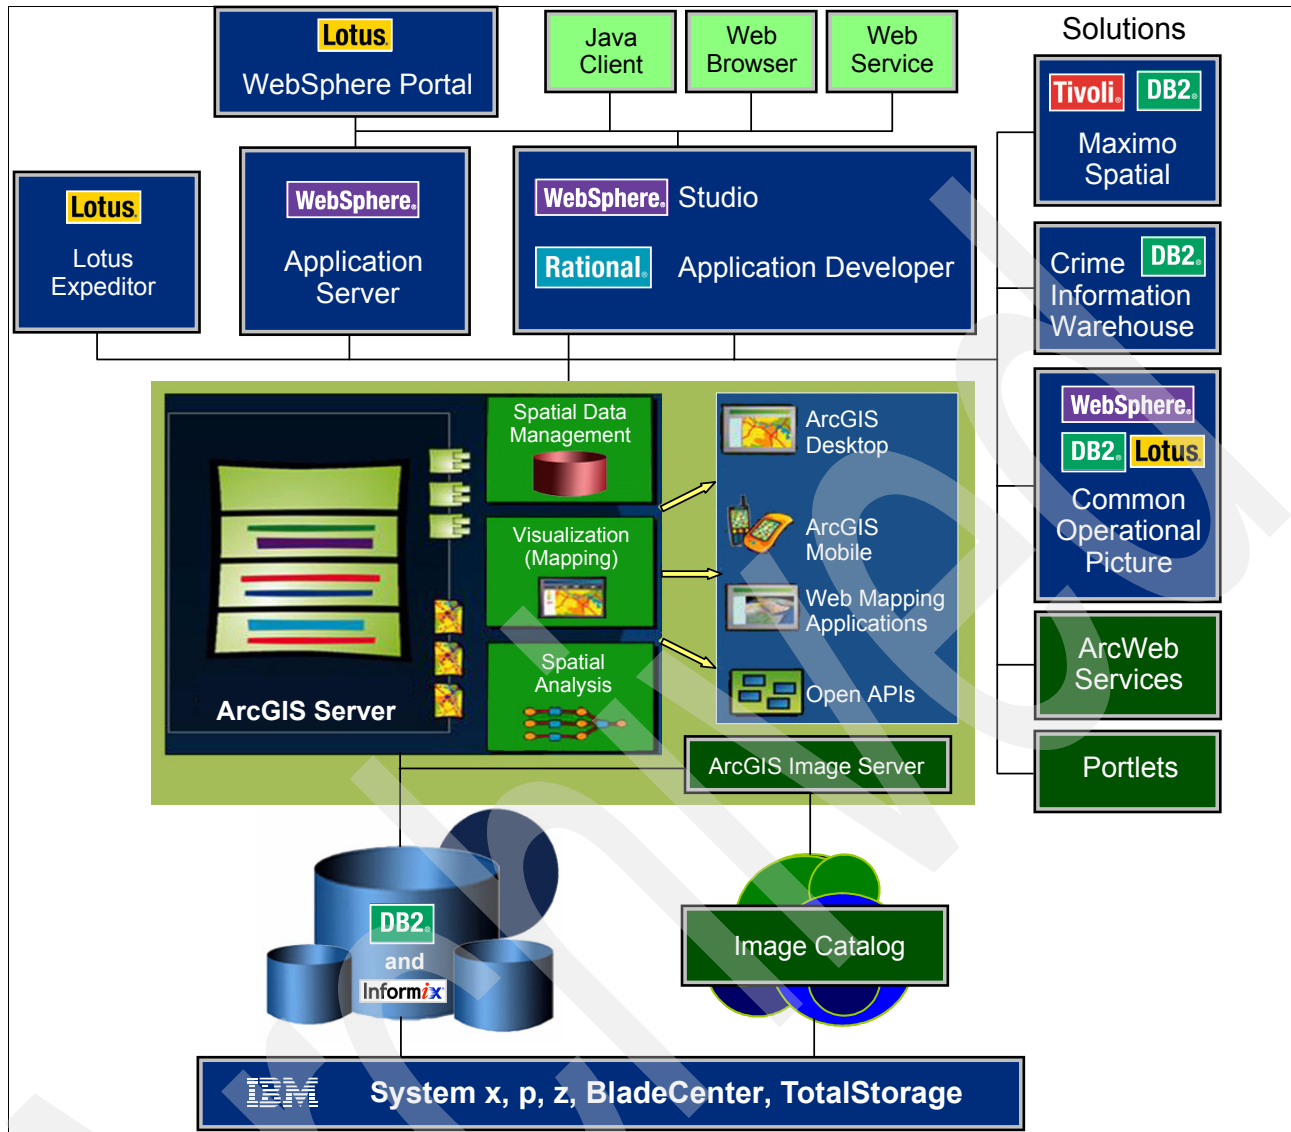 Lotus®
WebSphere Portal
Java
Client
Web
Browser
Web
Service
Solutions
Tivoli® DB2®
Maximo
Spatial
Lotus®
Lotus
Expeditor
WebSphere®
Application
Server
WebSphere® Studio
Rational® Application Developer
Crime DB2®
Information
Warehouse
WebSphere®
DB2® Lotus®
Common
Operational
Picture
ArcWeb
Services
Portlets
ArcGIS Server
Spatial Data
Management
Visualization
(Mapping)
Spatial
Analysis
ArcGIS
Desktop
ArcGIS
Mobile
Web Mapping
Applications
Open APIs
ArcGIS Image Server
DB2®
and
Informix®
Image Catalog
IBM System x, p, z, BladeCenter, TotalStorage
Archived